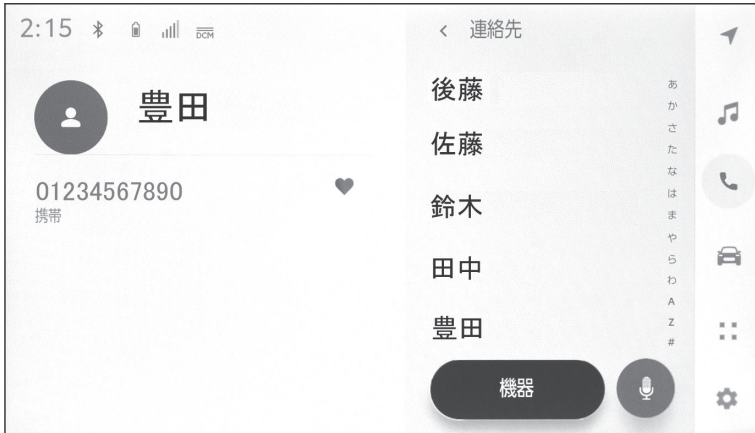 2:15
DCM
豊田
01234567890
携帯
< 連絡先
後藤
佐藤
鈴木
田中
豊田
機器
あ
か
さ
た
な
は
ま
や
ら
わ
A
Z
#